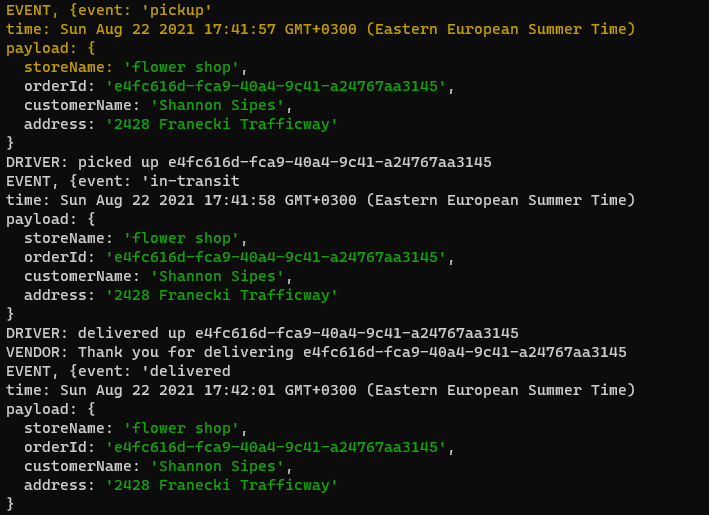 EVENT, {event: 'pickup'
time: Sun Aug 22 2021 17:41:57 GMT+0300 (Eastern European Summer Time)
payload: {
  storeName: 'flower shop',
  orderId: 'e4fc616d-fca9-40a4-9c41-a24767aa3145',
  customerName: 'Shannon Sipes',
  address: '2428 Franecki Trafficway'
}
DRIVER: picked up e4fc616d-fca9-40a4-9c41-a24767aa3145
EVENT, {event: 'in-transit
time: Sun Aug 22 2021 17:41:58 GMT+0300 (Eastern European Summer Time)
payload: {
  storeName: 'flower shop',
  orderId: 'e4fc616d-fca9-40a4-9c41-a24767aa3145',
  customerName: 'Shannon Sipes',
  address: '2428 Franecki Trafficway'
}
DRIVER: delivered up e4fc616d-fca9-40a4-9c41-a24767aa3145
VENDOR: Thank you for delivering e4fc616d-fca9-40a4-9c41-a24767aa3145
EVENT, {event: 'delivered
time: Sun Aug 22 2021 17:42:01 GMT+0300 (Eastern European Summer Time)
payload: {
  storeName: 'flower shop',
  orderId: 'e4fc616d-fca9-40a4-9c41-a24767aa3145',
  customerName: 'Shannon Sipes',
  address: '2428 Franecki Trafficway'
}